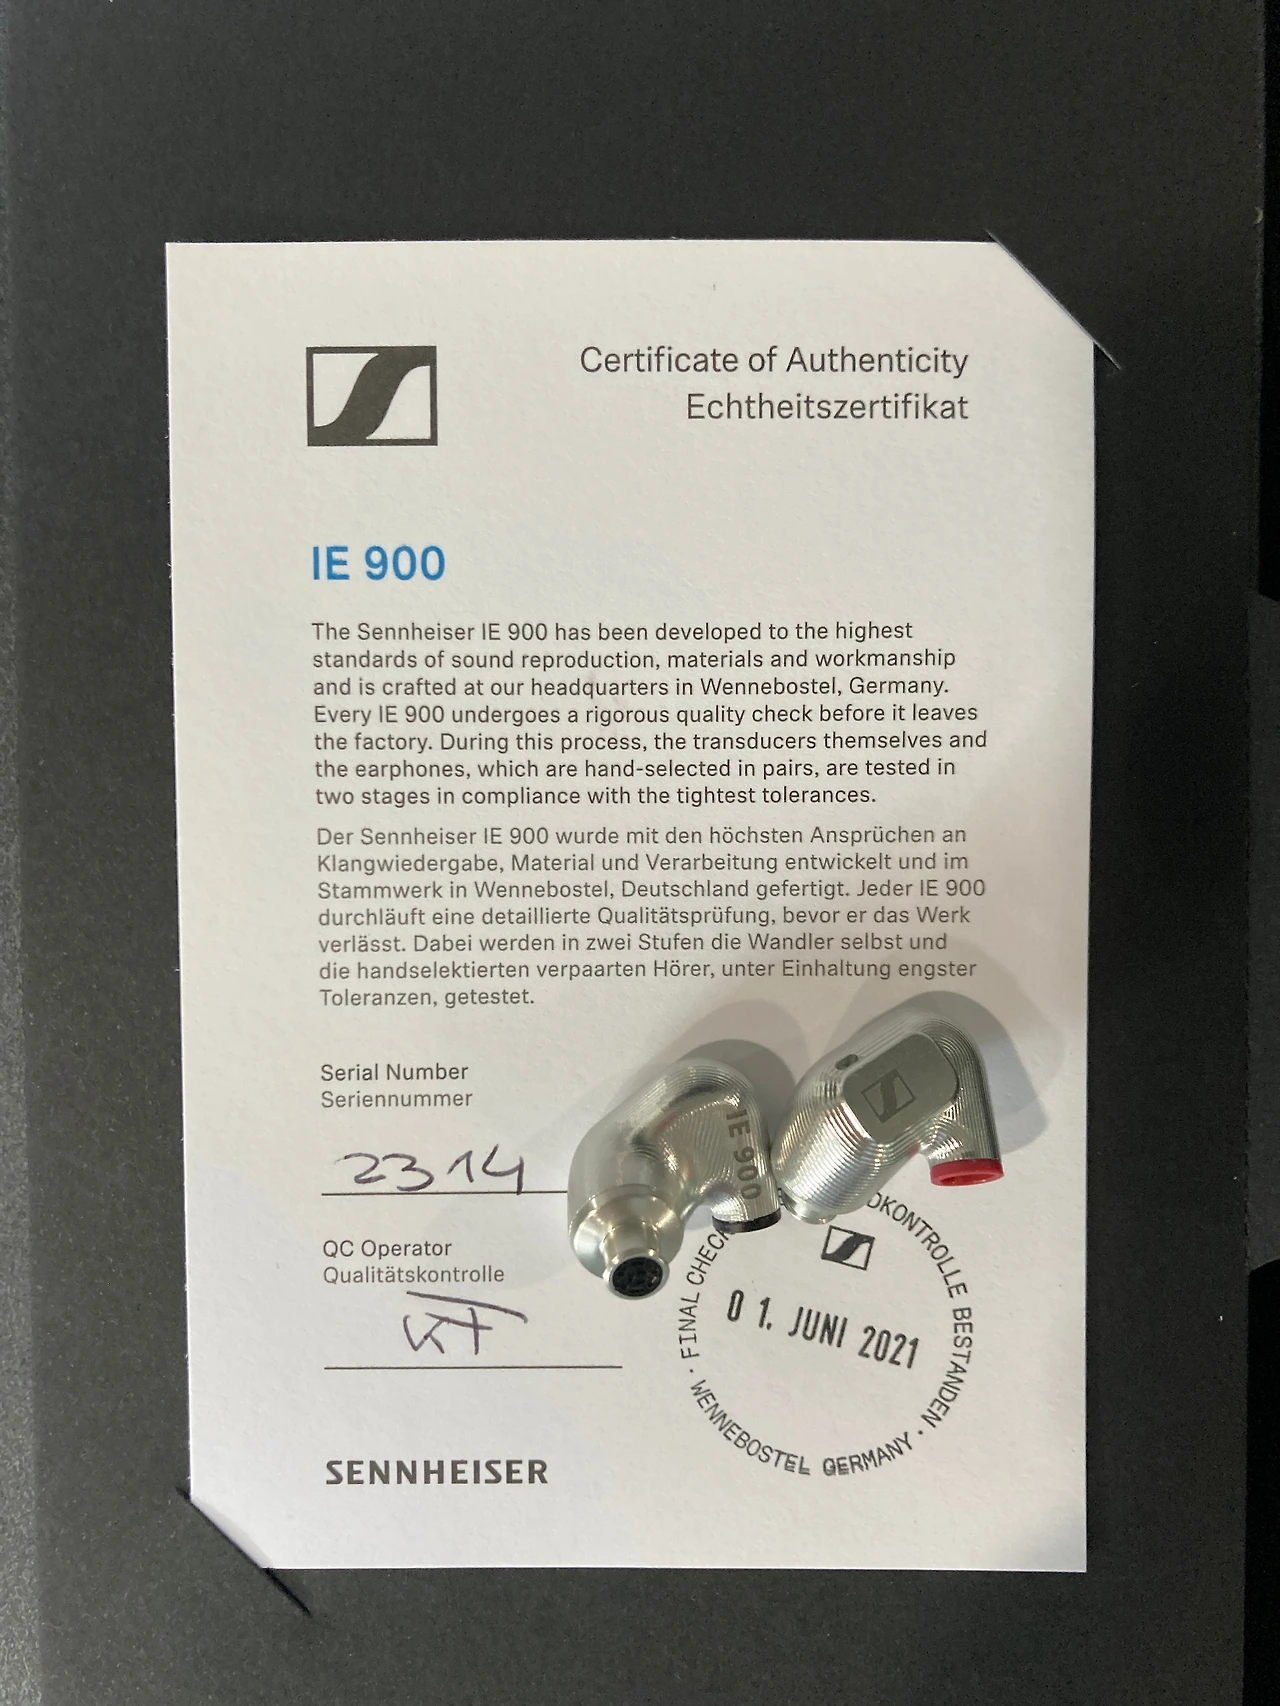 Certificate of Authenticity
Echtheitszertifikat
IE 900
The Sennheiser IE 900 has been developed to the highest
standards of sound reproduction, materials and workmanship
and is crafted at our headquarters in Wennebostel, Germany.
Every IE 900 undergoes a rigorous quality check before it leaves
the factory. During this process, the transducers themselves and
the earphones, which are hand-selected in pairs, are tested in
two stages in compliance with the tightest tolerances.
Der Sennheiser IE 900 wurde mit den höchsten Ansprüchen an
Klangwiedergabe, Material und Verarbeitung entwickelt und im
Stammwerk in Wennebostel, Deutschland gefertigt. Jeder IE 900
durchläuft eine detaillierte Qualitätsprüfung, bevor er das Werk
verlässt. Dabei werden in zwei Stufen die Wandler selbst und
die handselektierten verpaarten Hörer, unter Einhaltung engster
Toleranzen, getestet.
Serial Number
Seriennummer
2314
IE 900
QC Operator
Qualitätskontrolle
KT
FINAL CHECK
DKONTROLLE BESTANDEN ·
01. JUNI 2021
· WENNEBOSTEL GERMANY
SENNHEISER